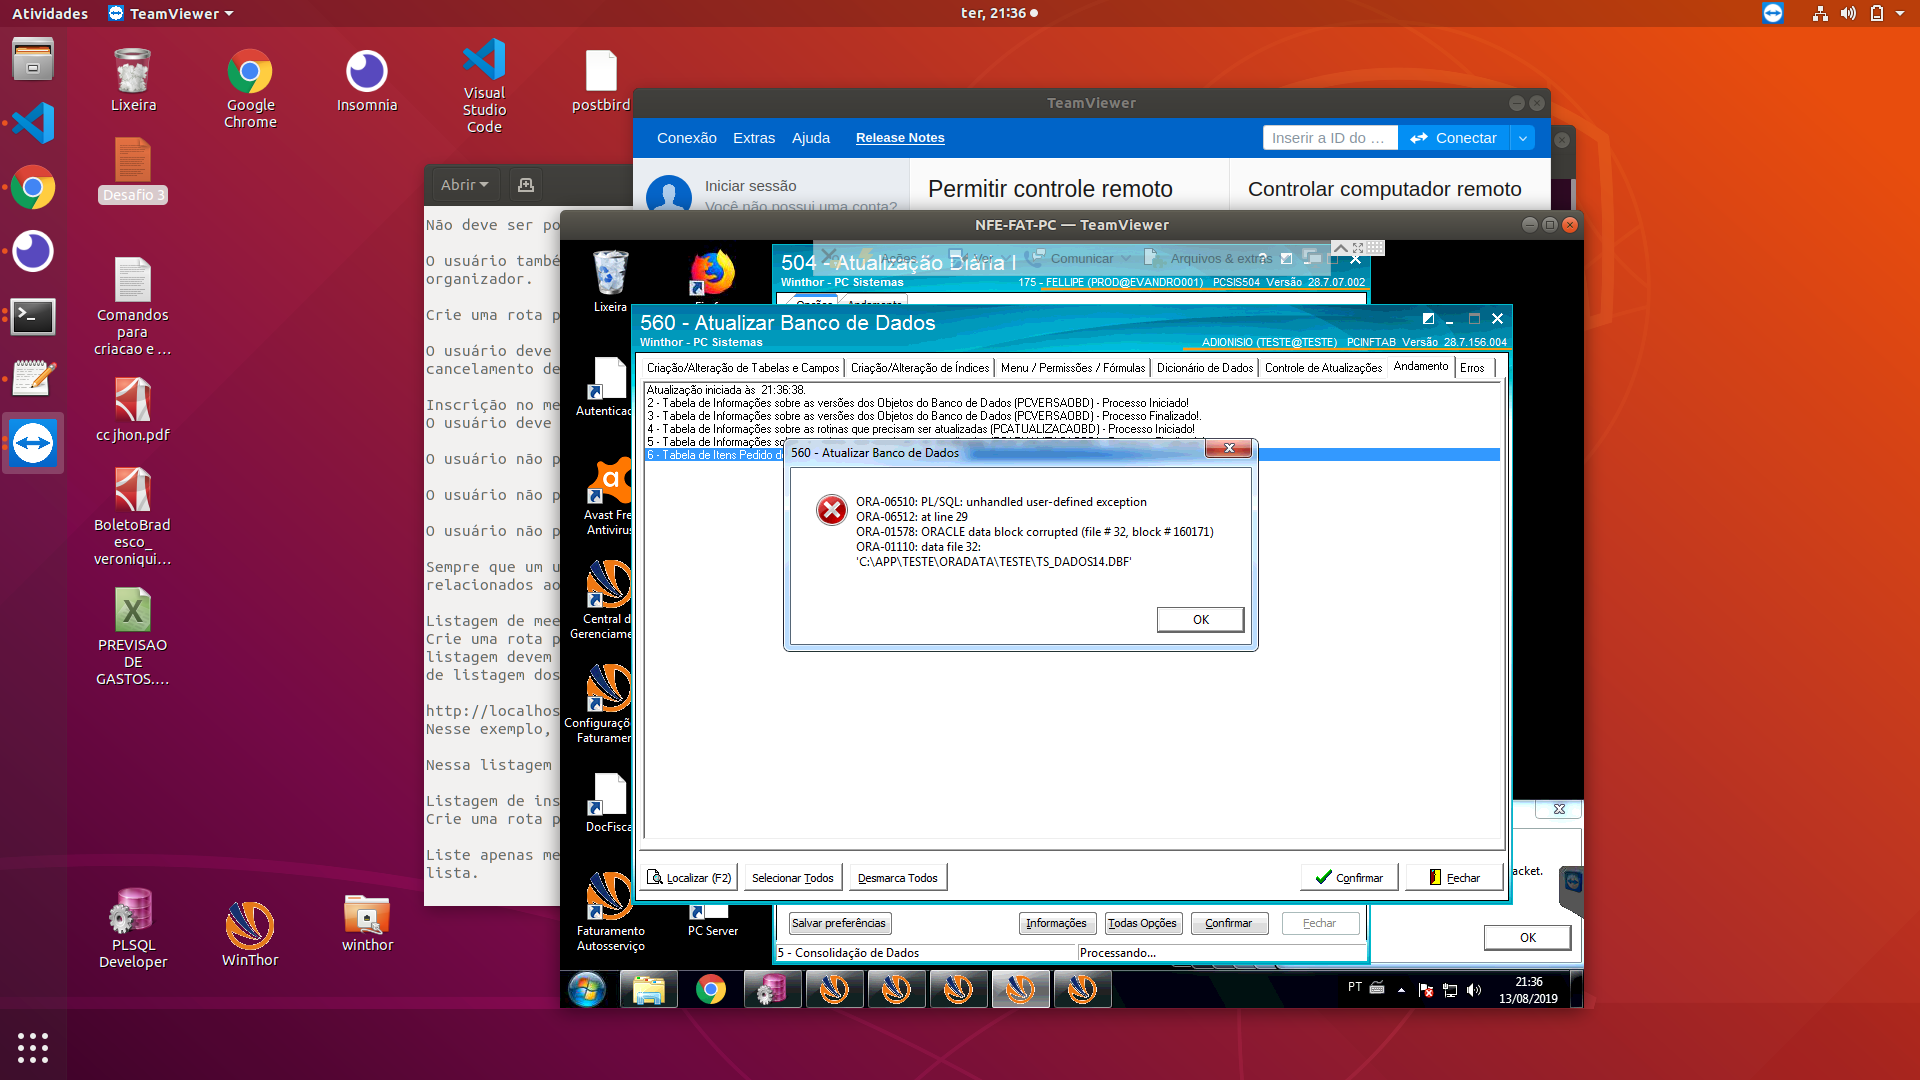 Atividades
TeamViewer
ter, 21:36
Lixeira
Google Chrome
Insomnia
Visual Studio Code
postbird
Desafio 3
Comandos para criacao e ...
cc jhon.pdf
BoletoBradesco_veroniqui...
PREVISAO DE GASTOS....
PLSQL Developer
WinThor
winthor
Abrir
Não deve ser po
O usuário també
organizador.
Crie uma rota p
O usuário deve
cancelamento de
Inscrição no me
O usuário deve
O usuário não p
O usuário não p
O usuário não p
Sempre que um u
relacionados ao
Listagem de mee
Crie uma rota p
listagem devem
de listagem dos
http://localhos
Nesse exemplo,
Nessa listagem
Listagem de ins
Crie uma rota p
Liste apenas me
lista.
TeamViewer
Conexão Extras Ajuda Release Notes
Inserir a ID do ...
Conectar
Iniciar sessão
Você não possui uma conta?
Permitir controle remoto
Controlar computador remoto
NFE-FAT-PC — TeamViewer
Ações Ver Comunicar Arquivos & extras
Lixeira
Autenticad
Avast Fre
Antivirus
Central d
Gerenciame
Configuraçõe
Faturamen
DocFisca
Faturamento
Autosserviço
PC Server
504 - Atualização Diária I
Winthor - PC Sistemas
175 - FELLIPE (PROD@EVANDRO001) PCSIS504 Versão 28.7.07.002
Opções Andamento
560 - Atualizar Banco de Dados
Winthor - PC Sistemas
ADIONISIO (TESTE@TESTE) PCINFTAB Versão 28.7.156.004
Criação/Alteração de Tabelas e Campos Criação/Alteração de Índices Menu / Permissões / Fórmulas Dicionário de Dados Controle de Atualizações Andamento Erros
Atualização iniciada às 21:36:38.
2 - Tabela de Informações sobre as versões dos Objetos do Banco de Dados (PCVERSAOBD) - Processo Iniciado!
3 - Tabela de Informações sobre as versões dos Objetos do Banco de Dados (PCVERSAOBD) - Processo Finalizado!.
4 - Tabela de Informações sobre as rotinas que precisam ser atualizadas (PCATUALIZACAOBD) - Processo Iniciado!
5 - Tabela de Informações so
6 - Tabela de Itens Pedido d
560 - Atualizar Banco de Dados
ORA-06510: PL/SQL: unhandled user-defined exception
ORA-06512: at line 29
ORA-01578: ORACLE data block corrupted (file # 32, block # 160171)
ORA-01110: data file 32:
'C:\APP\TESTE\ORADATA\TESTE\TS_DADOS14.DBF'
OK
Localizar (F2) Selecionar Todos Desmarca Todos Confirmar Fechar
acket.
OK
Salvar preferências Informações Todas Opções Confirmar Fechar
5 - Consolidação de Dados Processando...
PT
21:36
13/08/2019